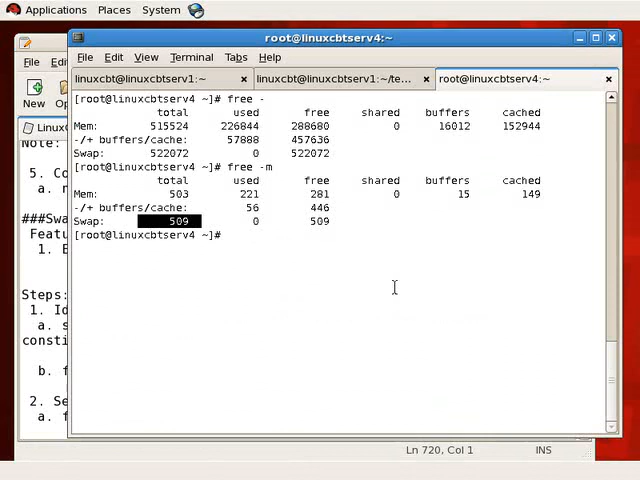 Applications Places System
root@linuxcbtserv4:~
File Edit View Terminal Tabs Help
linuxcbt@linuxcbtserv1:~ linuxcbt@linuxcbtserv1:~/te... root@linuxcbtserv4:~
[root@linuxcbtserv4 ~]# free -
total used free shared buffers cached
Mem: 515524 226844 288680 0 16012 152944
-/+ buffers/cache: 57888 457636
Swap: 522072 0 522072
[root@linuxcbtserv4 ~]# free -m
total used free shared buffers cached
Mem: 503 221 281 0 15 149
-/+ buffers/cache: 56 446
Swap: 509 0 509
[root@linuxcbtserv4 ~]#
File
New
Linux
Note:
5. Co
a. n
###Swa
Featu
1. E
Steps:
1. Id
a. s
consti
b. f
2. Se
a. f
Ln 720, Col 1 INS